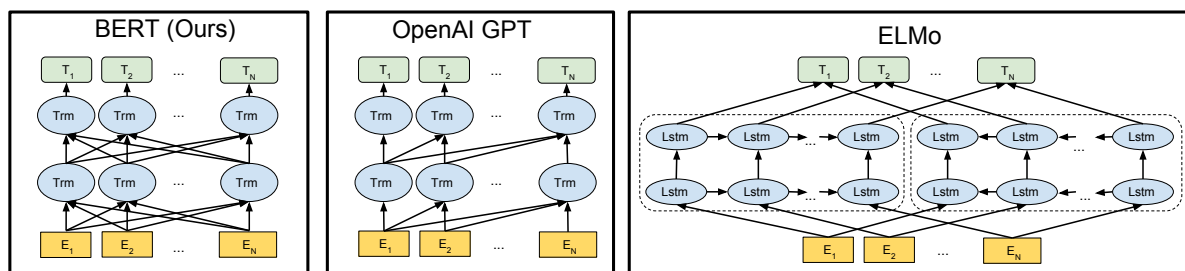 BERT (Ours)
T1 T2 ... TN
Trm Trm ... Trm
Trm Trm ... Trm
E1 E2 ... EN
OpenAI GPT
T1 T2 ... TN
Trm Trm ... Trm
Trm Trm ... Trm
E1 E2 ... EN
ELMo
T1 T2 ... TN
Lstm Lstm ... Lstm Lstm Lstm ... Lstm
Lstm Lstm ... Lstm Lstm Lstm ... Lstm
E1 E2 ... EN